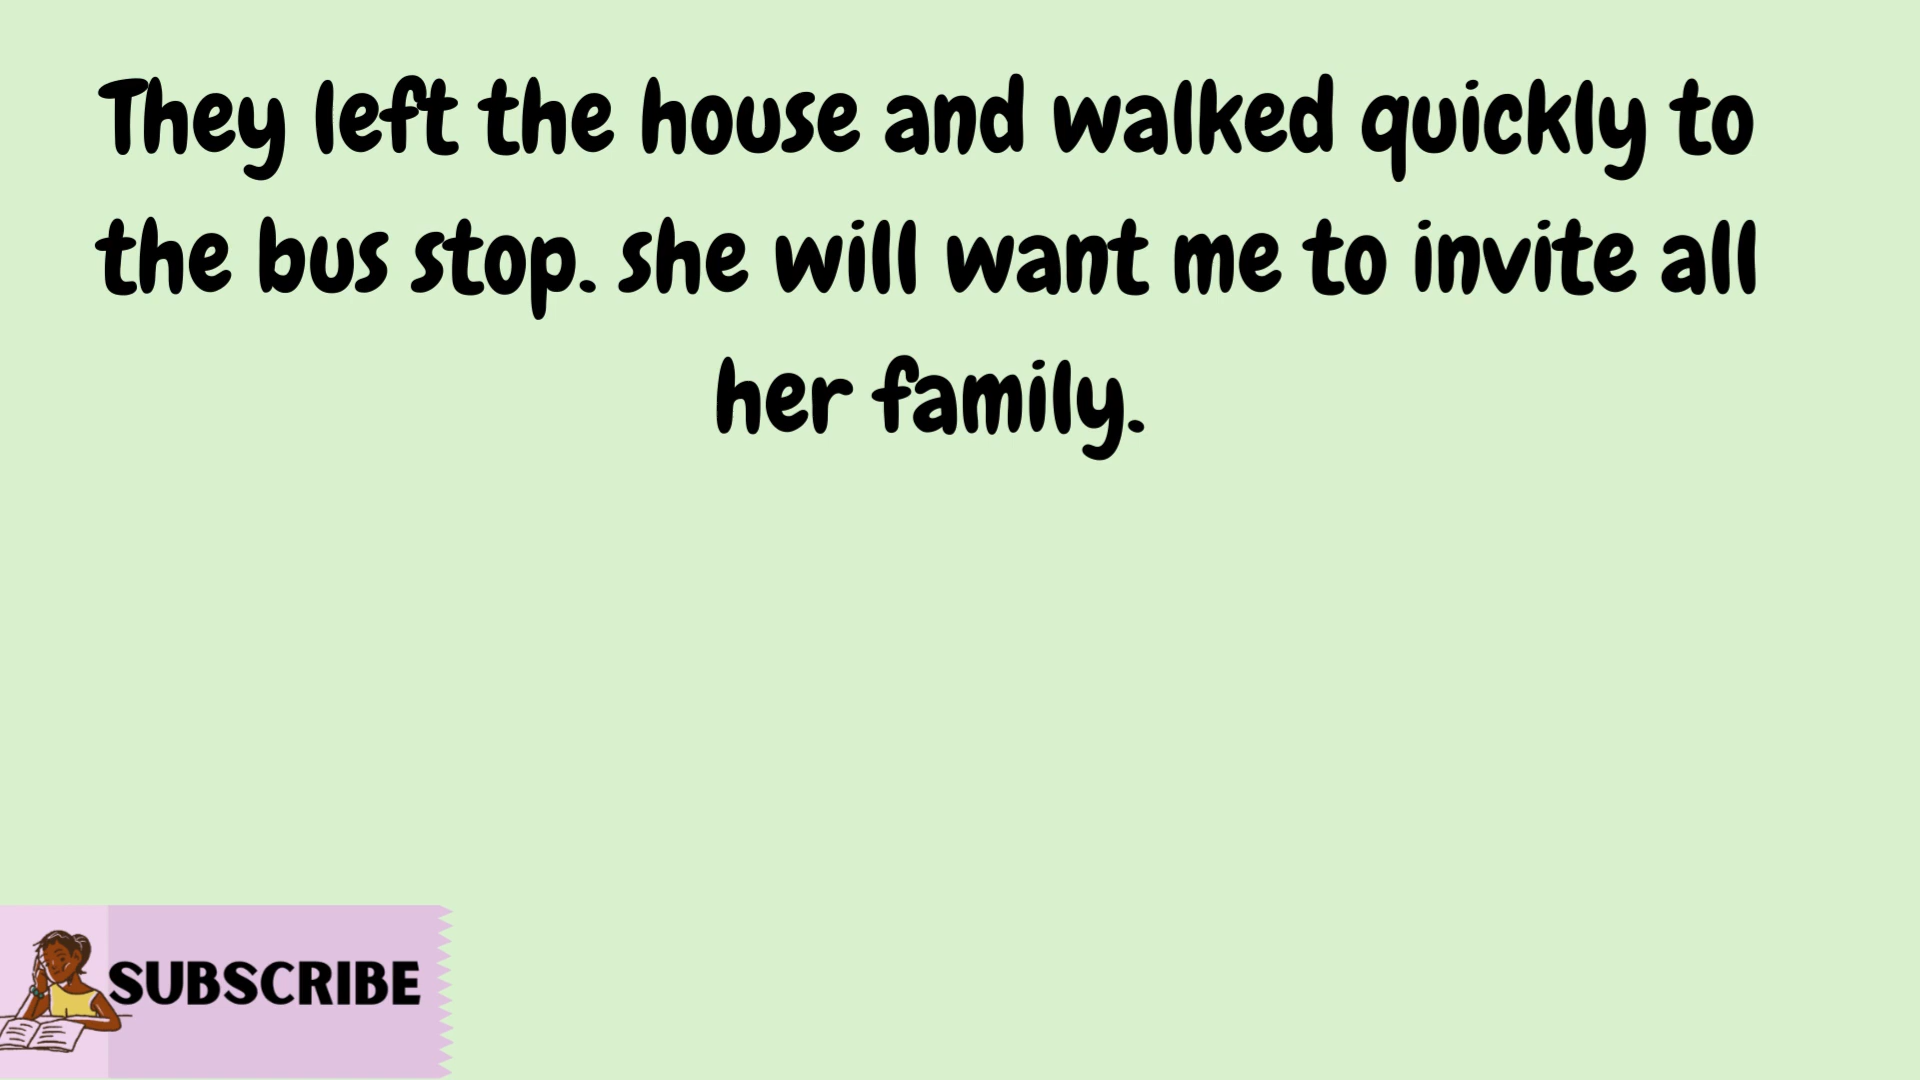 They left the house and walked quickly to
the bus stop. she will want me to invite all
her family.
SUBSCRIBE